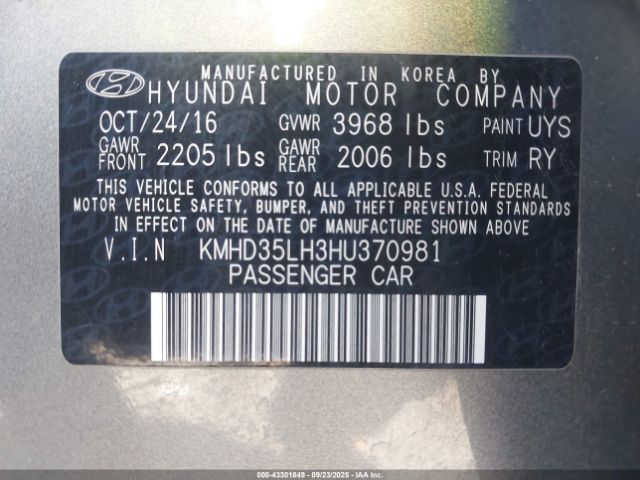 MANUFACTURED IN KOREA BY
HYUNDAI MOTOR COMPANY
OCT/24/16 GVWR 3968 lbs PAINT UYS
GAWR FRONT 2205 lbs GAWR REAR 2006 lbs TRIM RY
THIS VEHICLE CONFORMS TO ALL APPLICABLE U.S.A. FEDERAL
MOTOR VEHICLE SAFETY, BUMPER, AND THEFT PREVENTION STANDARDS
IN EFFECT ON THE DATE OF MANUFACTURE SHOWN ABOVE.
V.I.N KMHD35LH3HU370981
PASSENGER CAR
000-43301849 - 09/23/2025 - IAA Corp.